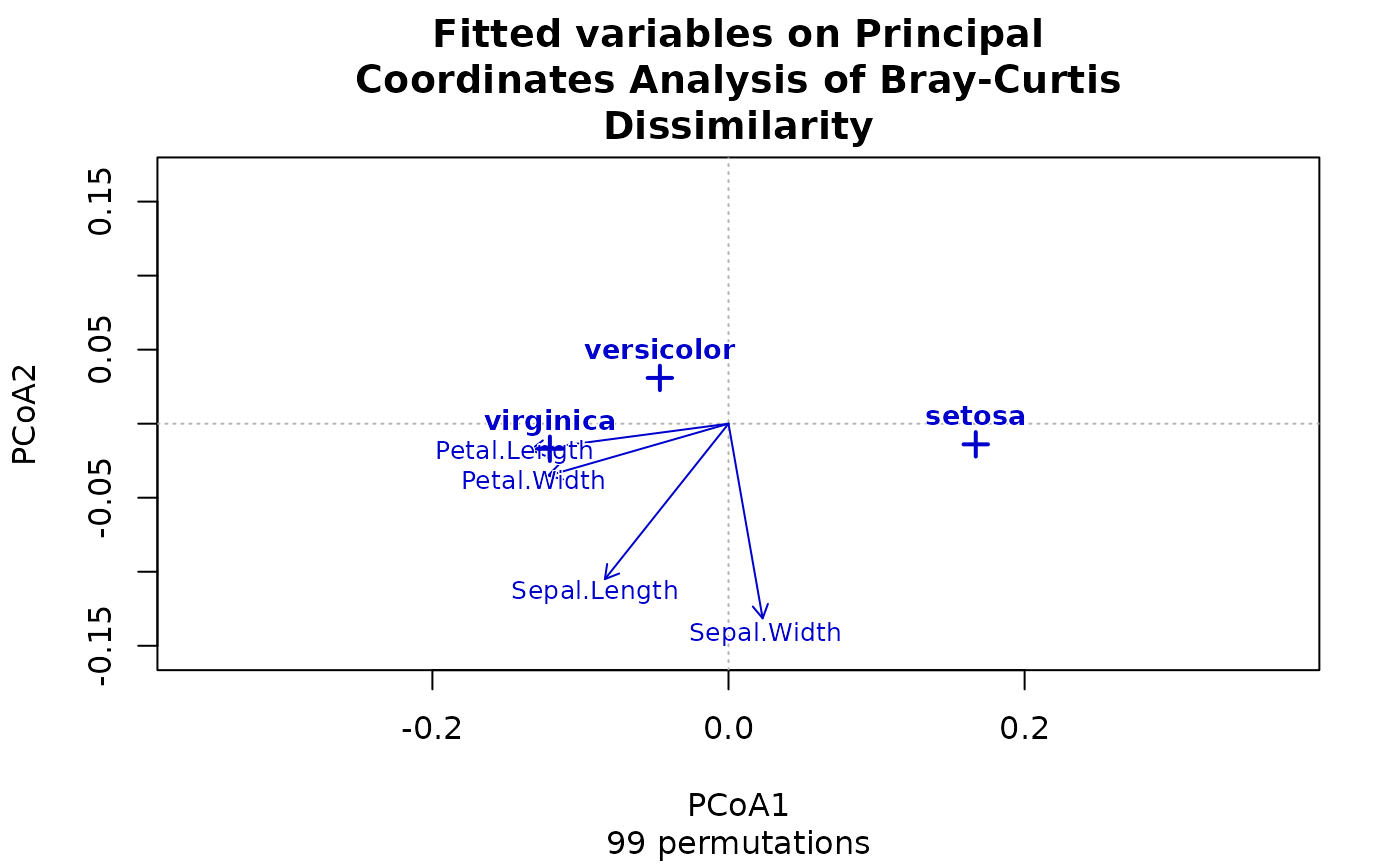 Fitted variables on Principal
Coordinates Analysis of Bray-Curtis
Dissimilarity
PCoA2
0.15
0.05
-0.05
-0.15
versicolor
virginica
setosa
Petal.Length
Petal.Width
Sepal.Length
Sepal.Width
-0.2
0.0
0.2
PCoA1
99 permutations